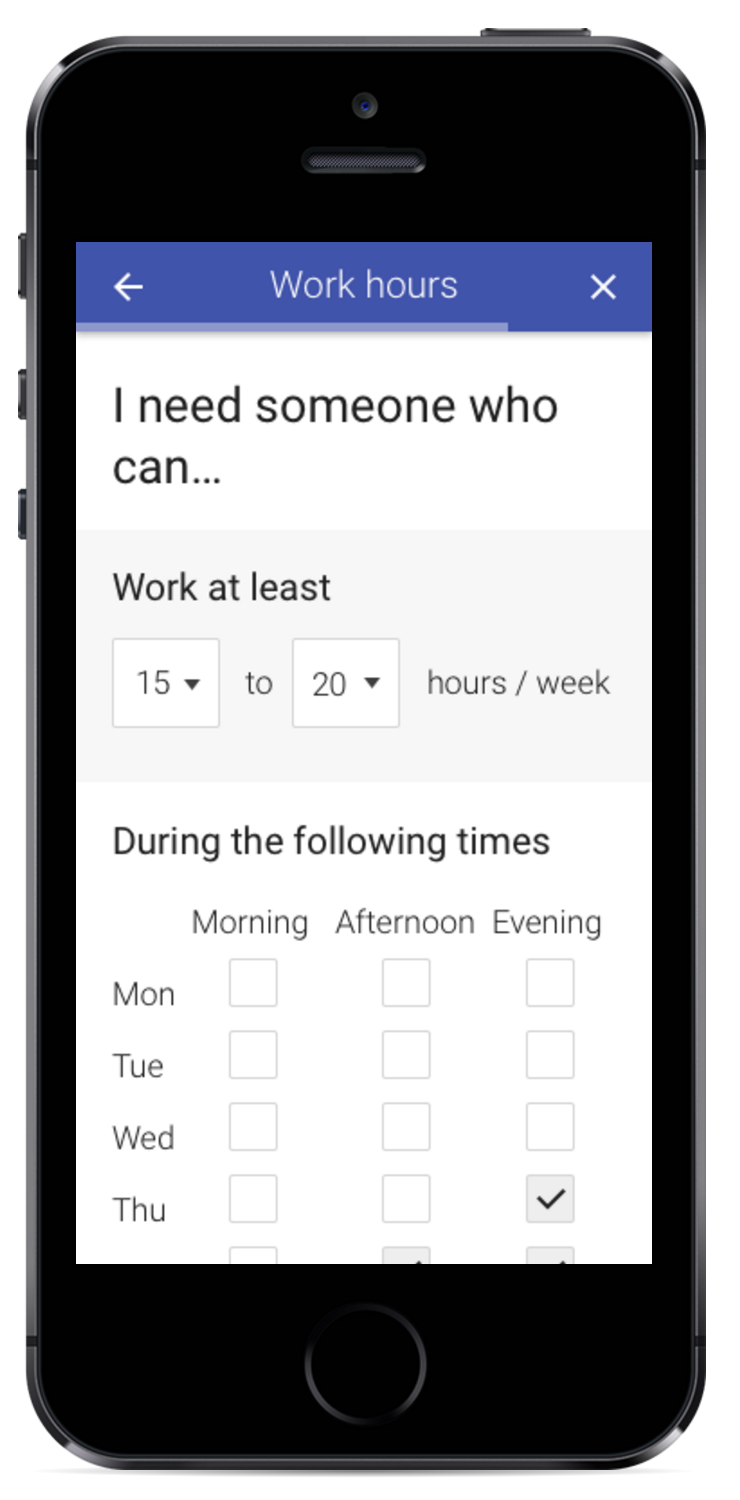 Work hours
I need someone who
can...
Work at least
15 to 20 hours / week
During the following times
Morning Afternoon Evening
Mon
Tue
Wed
Thu